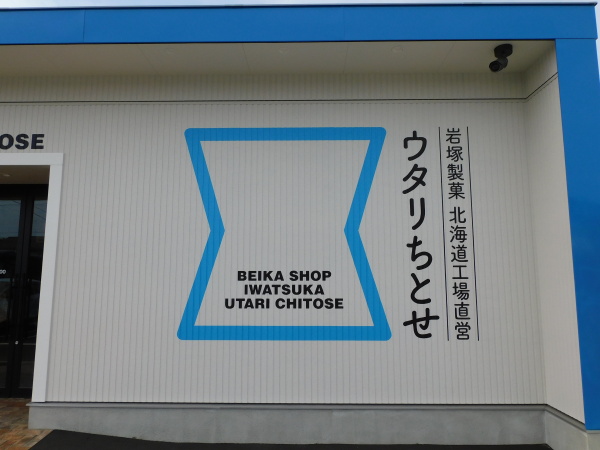 OSE
BEIKA SHOP
IWATSUKA
UTARI CHITOSE
岩塚製菓 北海道工場直営
ウタリちとせ